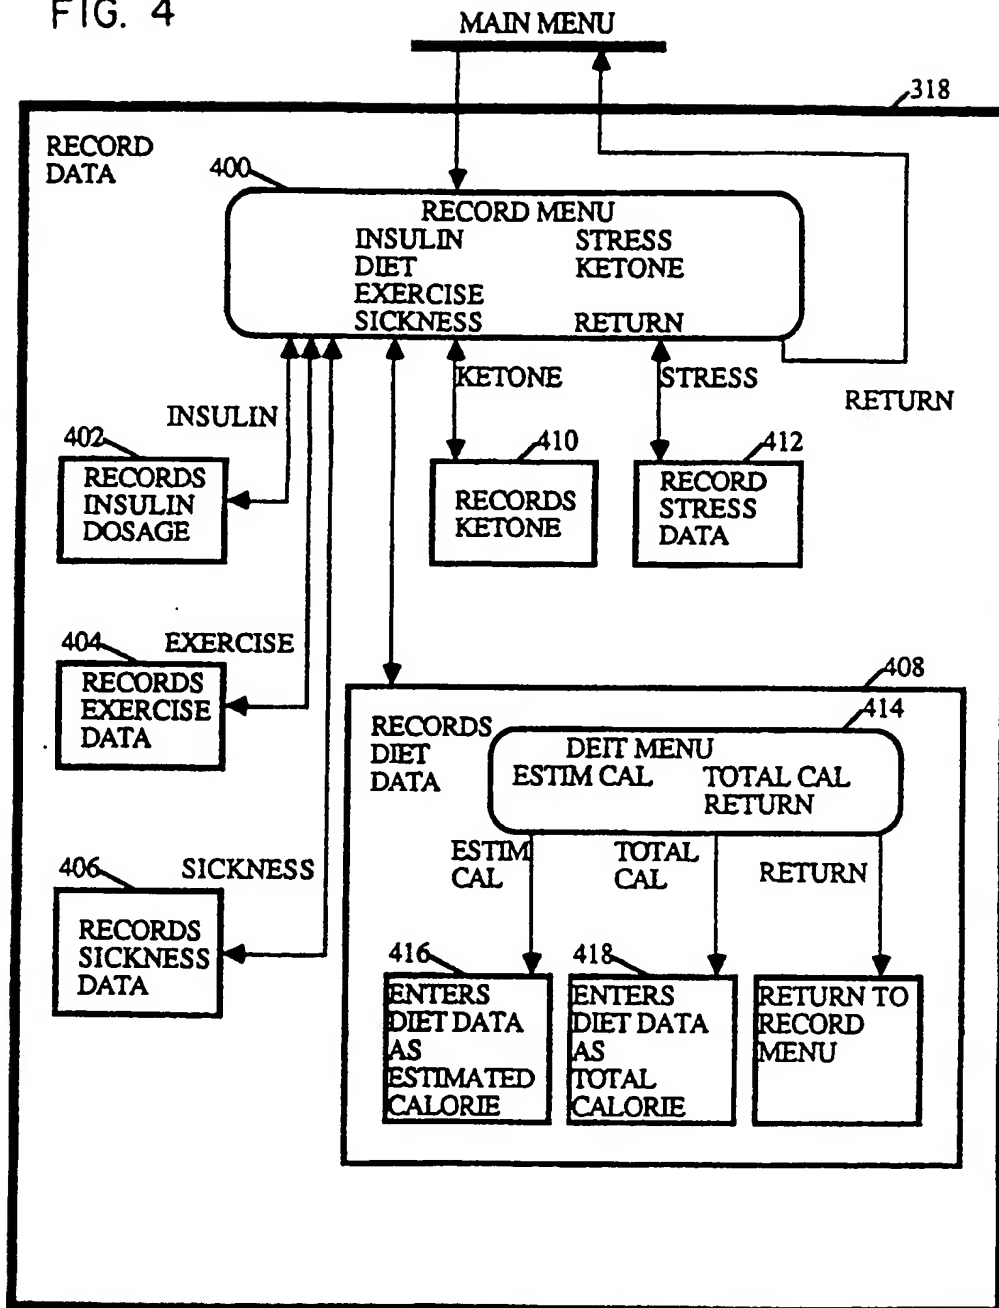 FIG. 4
MAIN MENU
318
RECORD
DATA
400
RECORD MENU
INSULIN STRESS
DIET KETONE
EXERCISE
SICKNESS RETURN
KETONE
STRESS
RETURN
INSULIN
402
RECORDS
INSULIN
DOSAGE
410
RECORDS
KETONE
412
RECORD
STRESS
DATA
404
EXERCISE
RECORDS
EXERCISE
DATA
408
RECORDS
DIET
DATA
414
DEIT MENU
ESTIM CAL TOTAL CAL
RETURN
406
SICKNESS
RECORDS
SICKNESS
DATA
ESTIM
CAL
TOTAL
CAL
RETURN
416
ENTERS
DIET DATA
AS
ESTIMATED
CALORIE
418
ENTERS
DIET DATA
AS
TOTAL
CALORIE
RETURN TO
RECORD
MENU